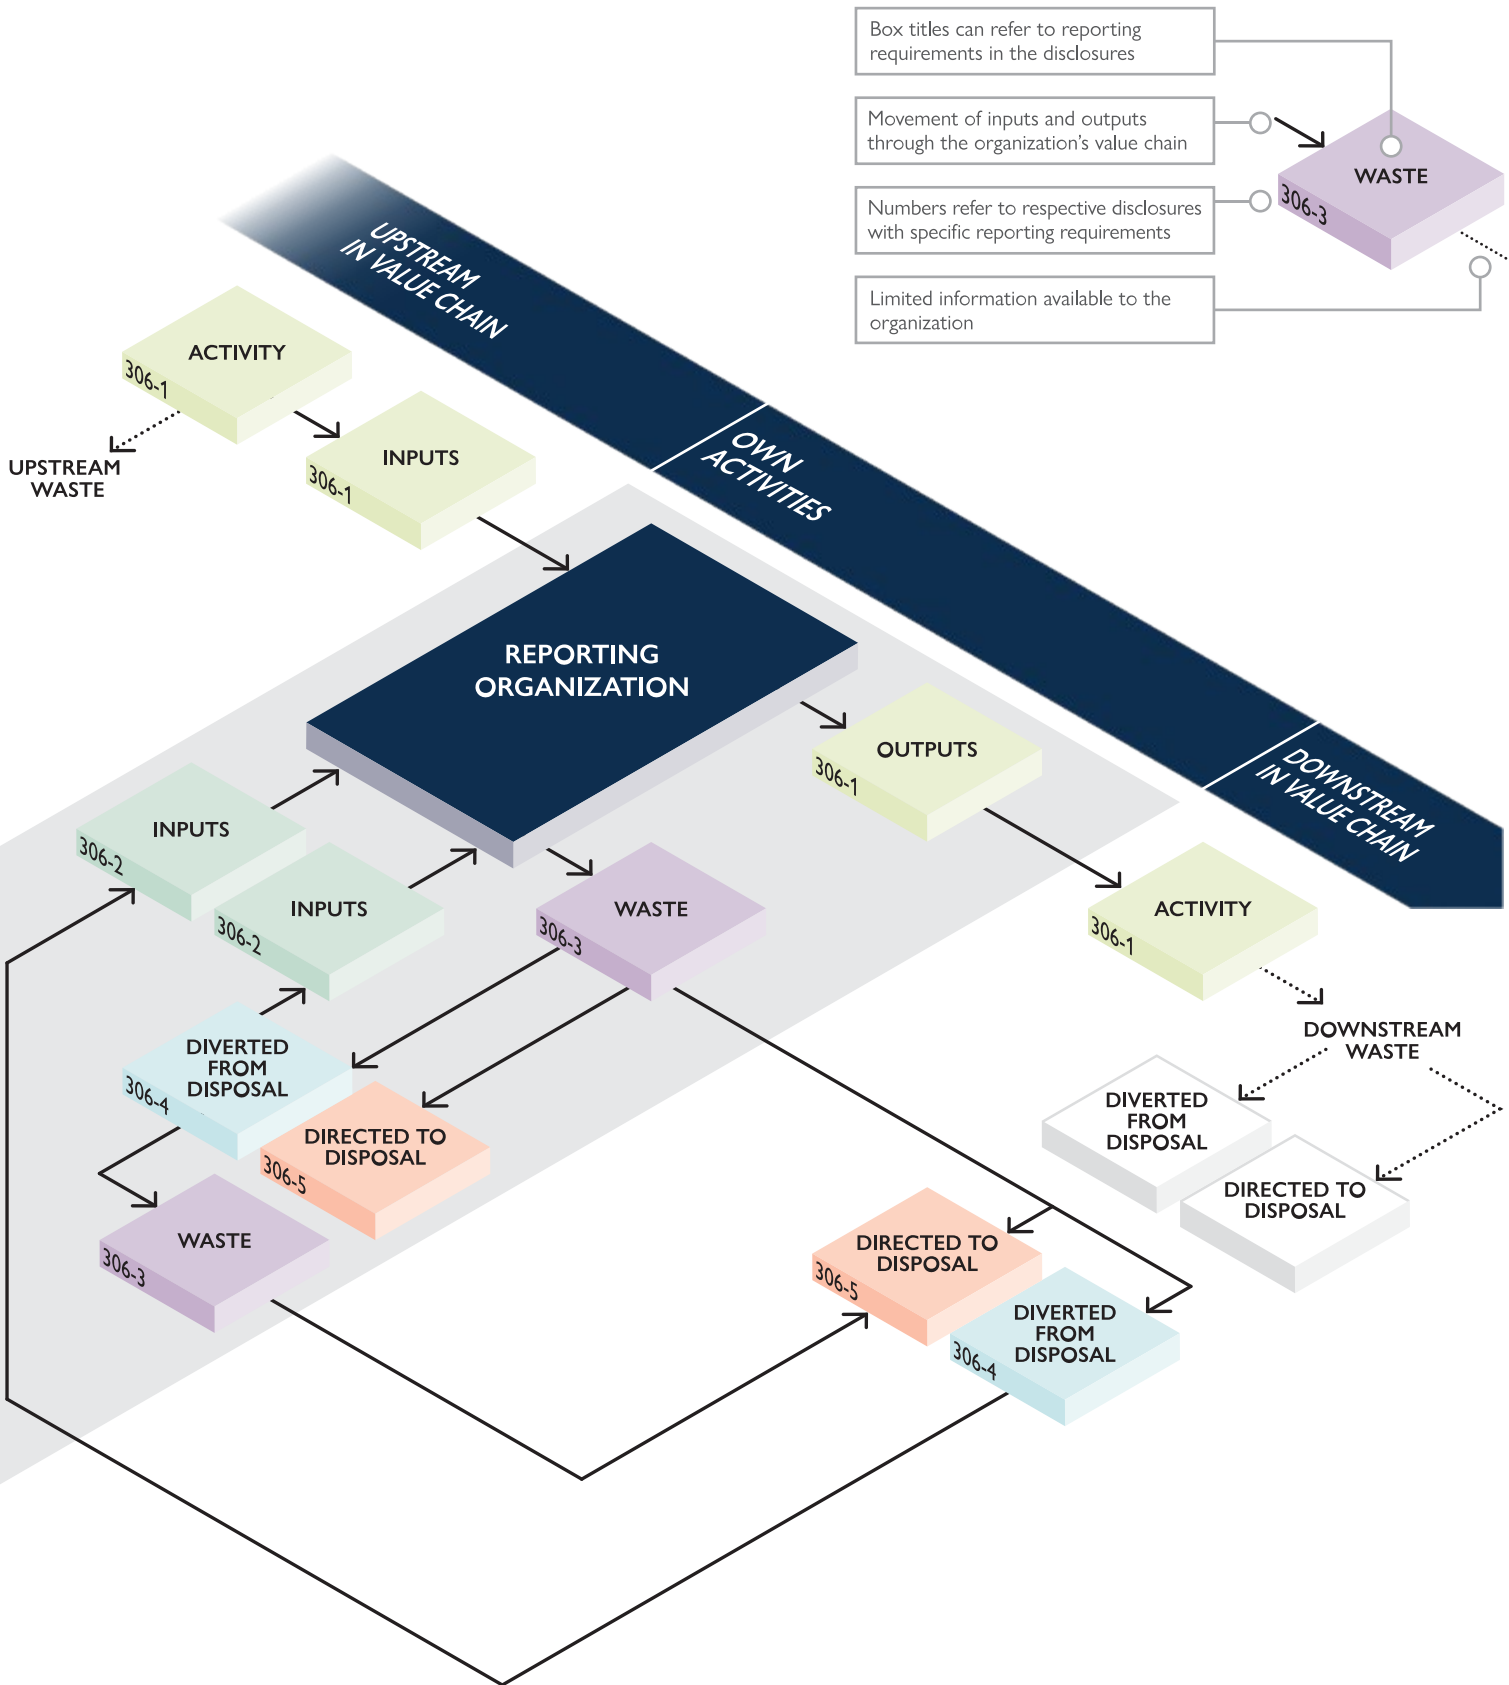 Box titles can refer to reporting
requirements in the disclosures
Movement of inputs and outputs
through the organization's value chain
Numbers refer to respective disclosures
with specific reporting requirements
Limited information available to the
organization
WASTE
306-3
UPSTREAM
IN VALUE CHAIN
OWN
ACTIVITIES
DOWNSTREAM
IN VALUE CHAIN
ACTIVITY
306-1
UPSTREAM
WASTE
INPUTS
306-1
REPORTING
ORGANIZATION
OUTPUTS
306-1
INPUTS
306-2
INPUTS
306-2
WASTE
306-3
ACTIVITY
306-1
DOWNSTREAM
WASTE
DIVERTED
FROM
DISPOSAL
306-4
DIRECTED TO
DISPOSAL
306-5
DIVERTED
FROM
DISPOSAL
DIRECTED TO
DISPOSAL
WASTE
306-3
DIRECTED TO
DISPOSAL
306-5
DIVERTED
FROM
DISPOSAL
306-4